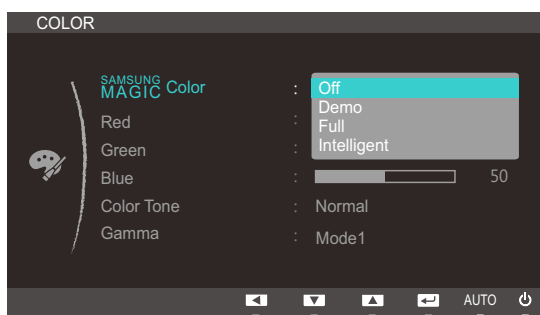 COLOR
SAMSUNG MAGIC Color : Off
Demo
Red :
Full
Green :
Intelligent
Blue : 50
Color Tone : Normal
Gamma : Mode1
AUTO